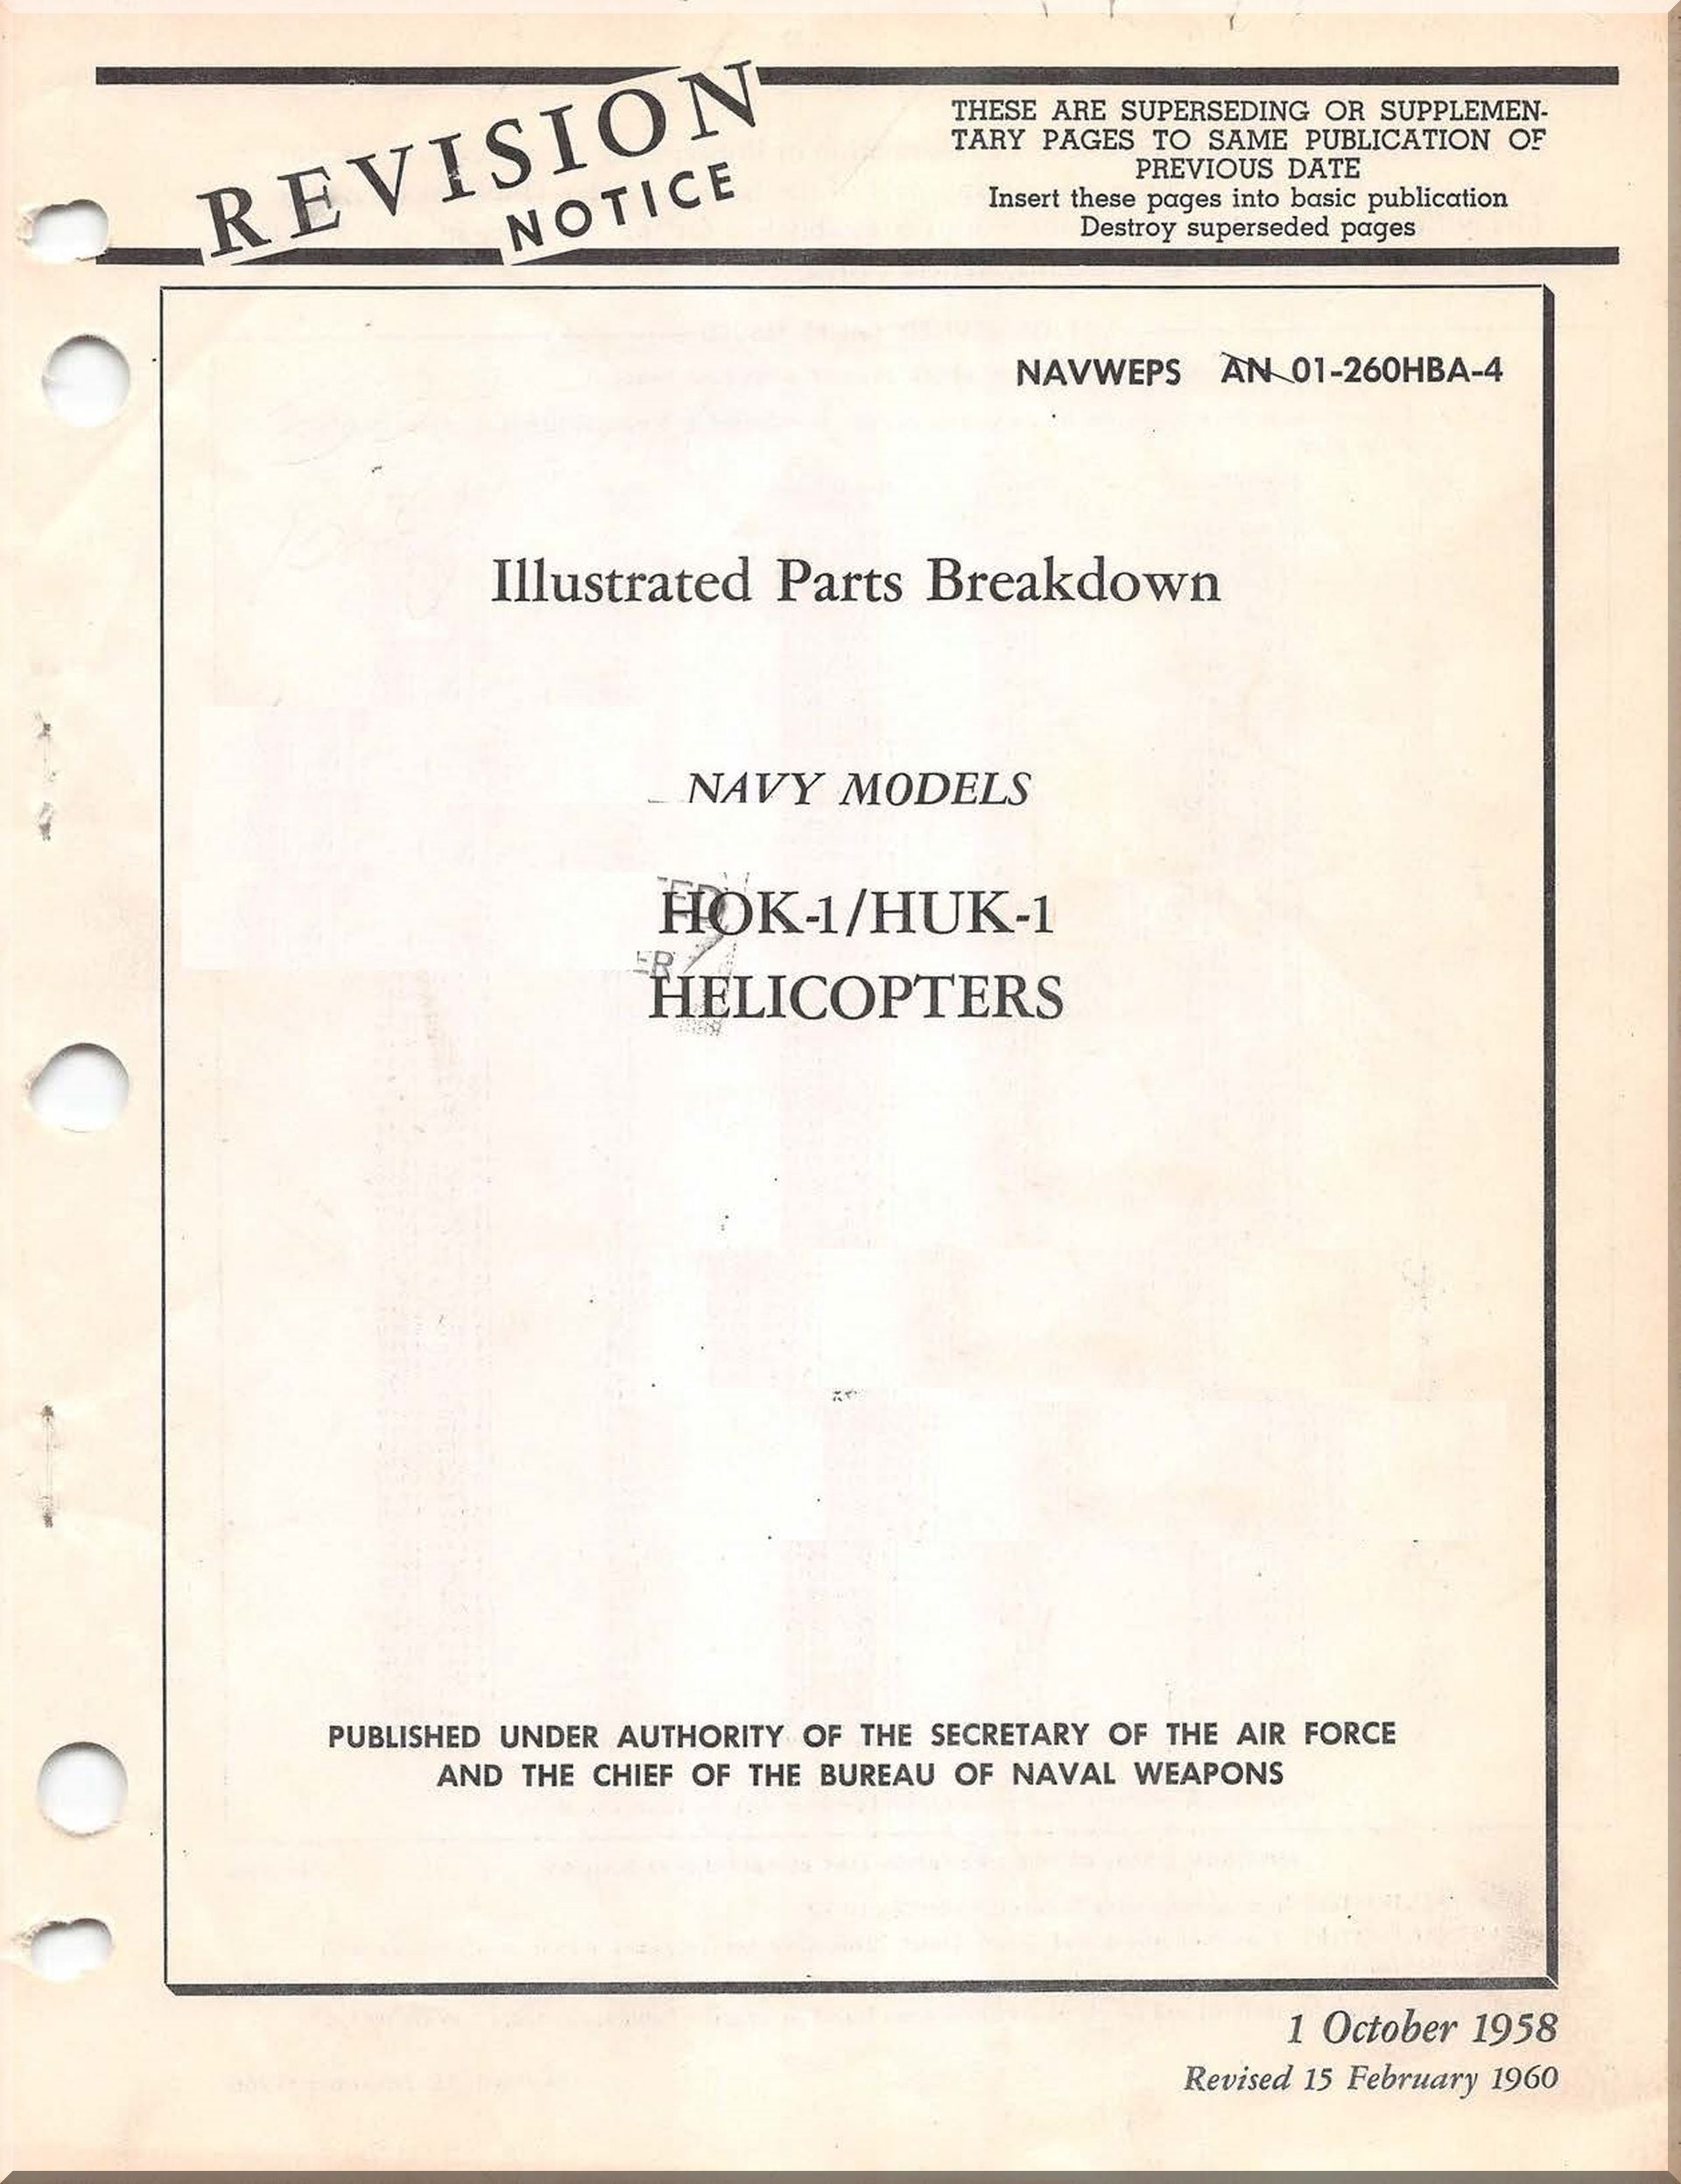 REVISION
NOTICE
THESE ARE SUPERSEDING OR SUPPLEMEN-
TARY PAGES TO SAME PUBLICATION OF
PREVIOUS DATE
Insert these pages into basic publication
Destroy superseded pages
NAVWEPS AN 01-260HBA-4
Illustrated Parts Breakdown
NAVY MODELS
HOK-1/HUK-1
HELICOPTERS
PUBLISHED UNDER AUTHORITY OF THE SECRETARY OF THE AIR FORCE
AND THE CHIEF OF THE BUREAU OF NAVAL WEAPONS
1 October 1958
Revised 15 February 1960